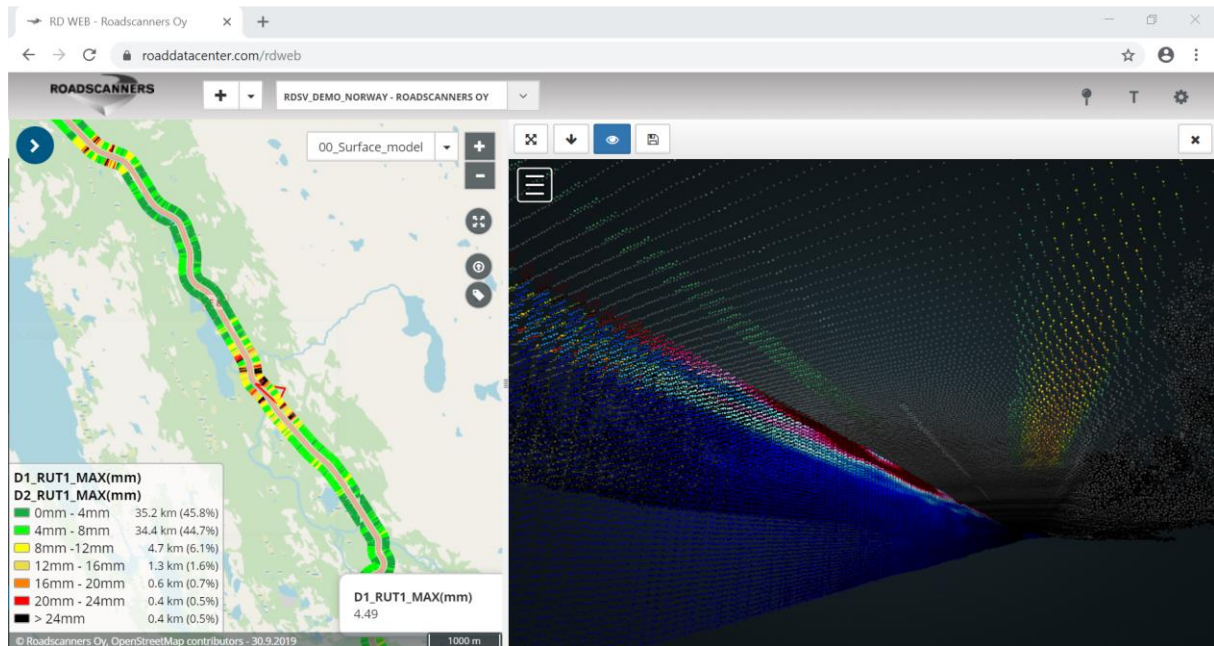 RD WEB - Roadscanners Oy
roaddatacenter.com/rdweb
ROADSCANNERS
RDSV_DEMO_NORWAY - ROADSCANNERS OY
T
00_Surface_model
D1_RUT1_MAX(mm)
D2_RUT1_MAX(mm)
0mm - 4mm 35.2 km (45.8%)
4mm - 8mm 34.4 km (44.7%)
8mm -12mm 4.7 km (6.1%)
12mm - 16mm 1.3 km (1.6%)
16mm - 20mm 0.6 km (0.7%)
20mm - 24mm 0.4 km (0.5%)
> 24mm 0.4 km (0.5%)
D1_RUT1_MAX(mm)
4.49
© Roadscanners Oy, OpenStreetMap contributors - 30.9.2019
1000 m